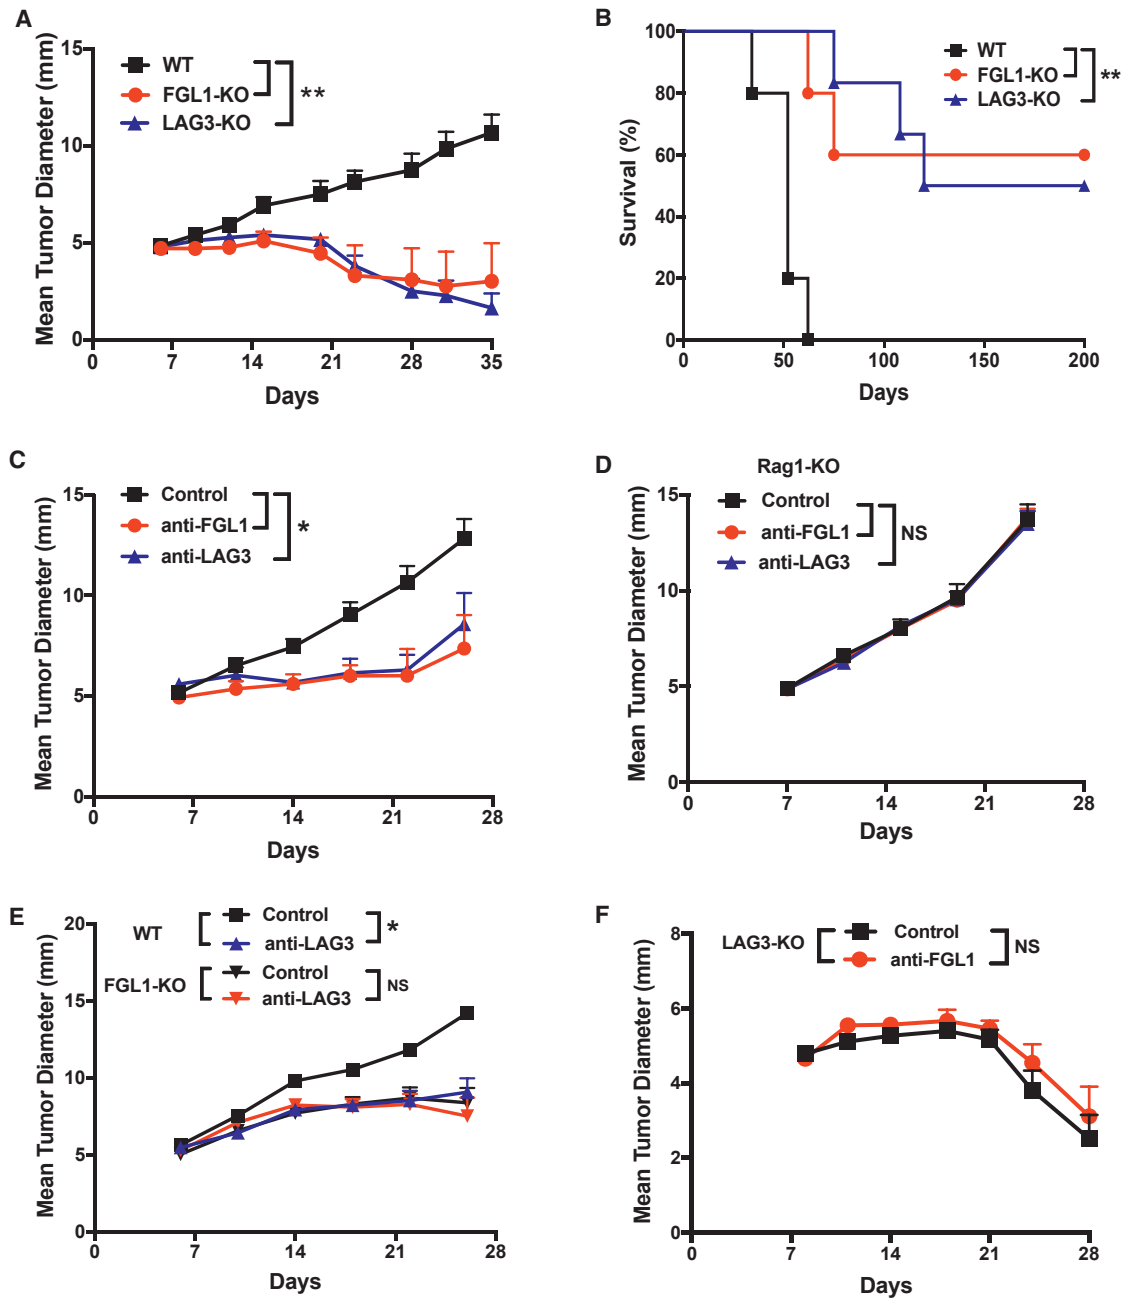 A
Mean Tumor Diameter (mm)
15
10
5
0
WT
FGL1-KO
LAG3-KO
**
0 7 14 21 28 35
Days
B
Survival (%)
100
80
60
40
20
0
WT
FGL1-KO
LAG3-KO
**
0 50 100 150 200
Days
C
Mean Tumor Diameter (mm)
15
10
5
0
Control
anti-FGL1
anti-LAG3
*
0 7 14 21 28
Days
D
Rag1-KO
Mean Tumor Diameter (mm)
15
10
5
0
Control
anti-FGL1
anti-LAG3
NS
0 7 14 21 28
Days
E
Mean Tumor Diameter (mm)
20
15
10
5
0
WT
Control
anti-LAG3
*
FGL1-KO
Control
anti-LAG3
NS
0 7 14 21 28
Days
F
Mean Tumor Diameter (mm)
8
6
4
2
0
LAG3-KO
Control
anti-FGL1
NS
0 7 14 21 28
Days